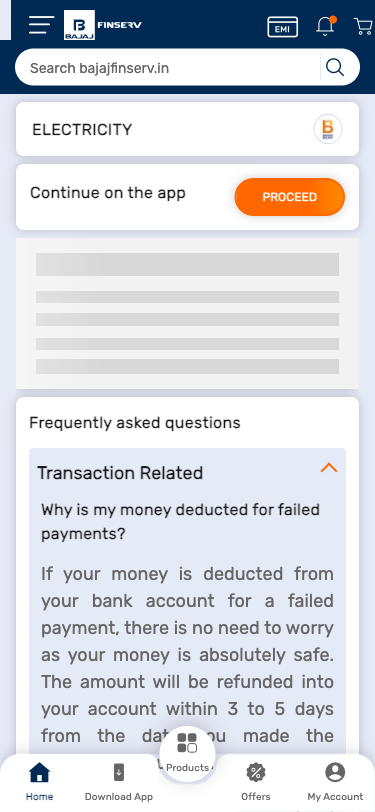 BAJAJ
FINSERV
EMI
Search bajajfinserv.in
ELECTRICITY
Continue on the app
PROCEED
Frequently asked questions
Transaction Related
Why is my money deducted for failed
payments?
If your money is deducted from
your bank account for a failed
payment, there is no need to worry
as your money is absolutely safe.
The amount will be refunded into
your account within 3 to 5 days
from the you made the
Products
Home
Download App
Offers
My Account